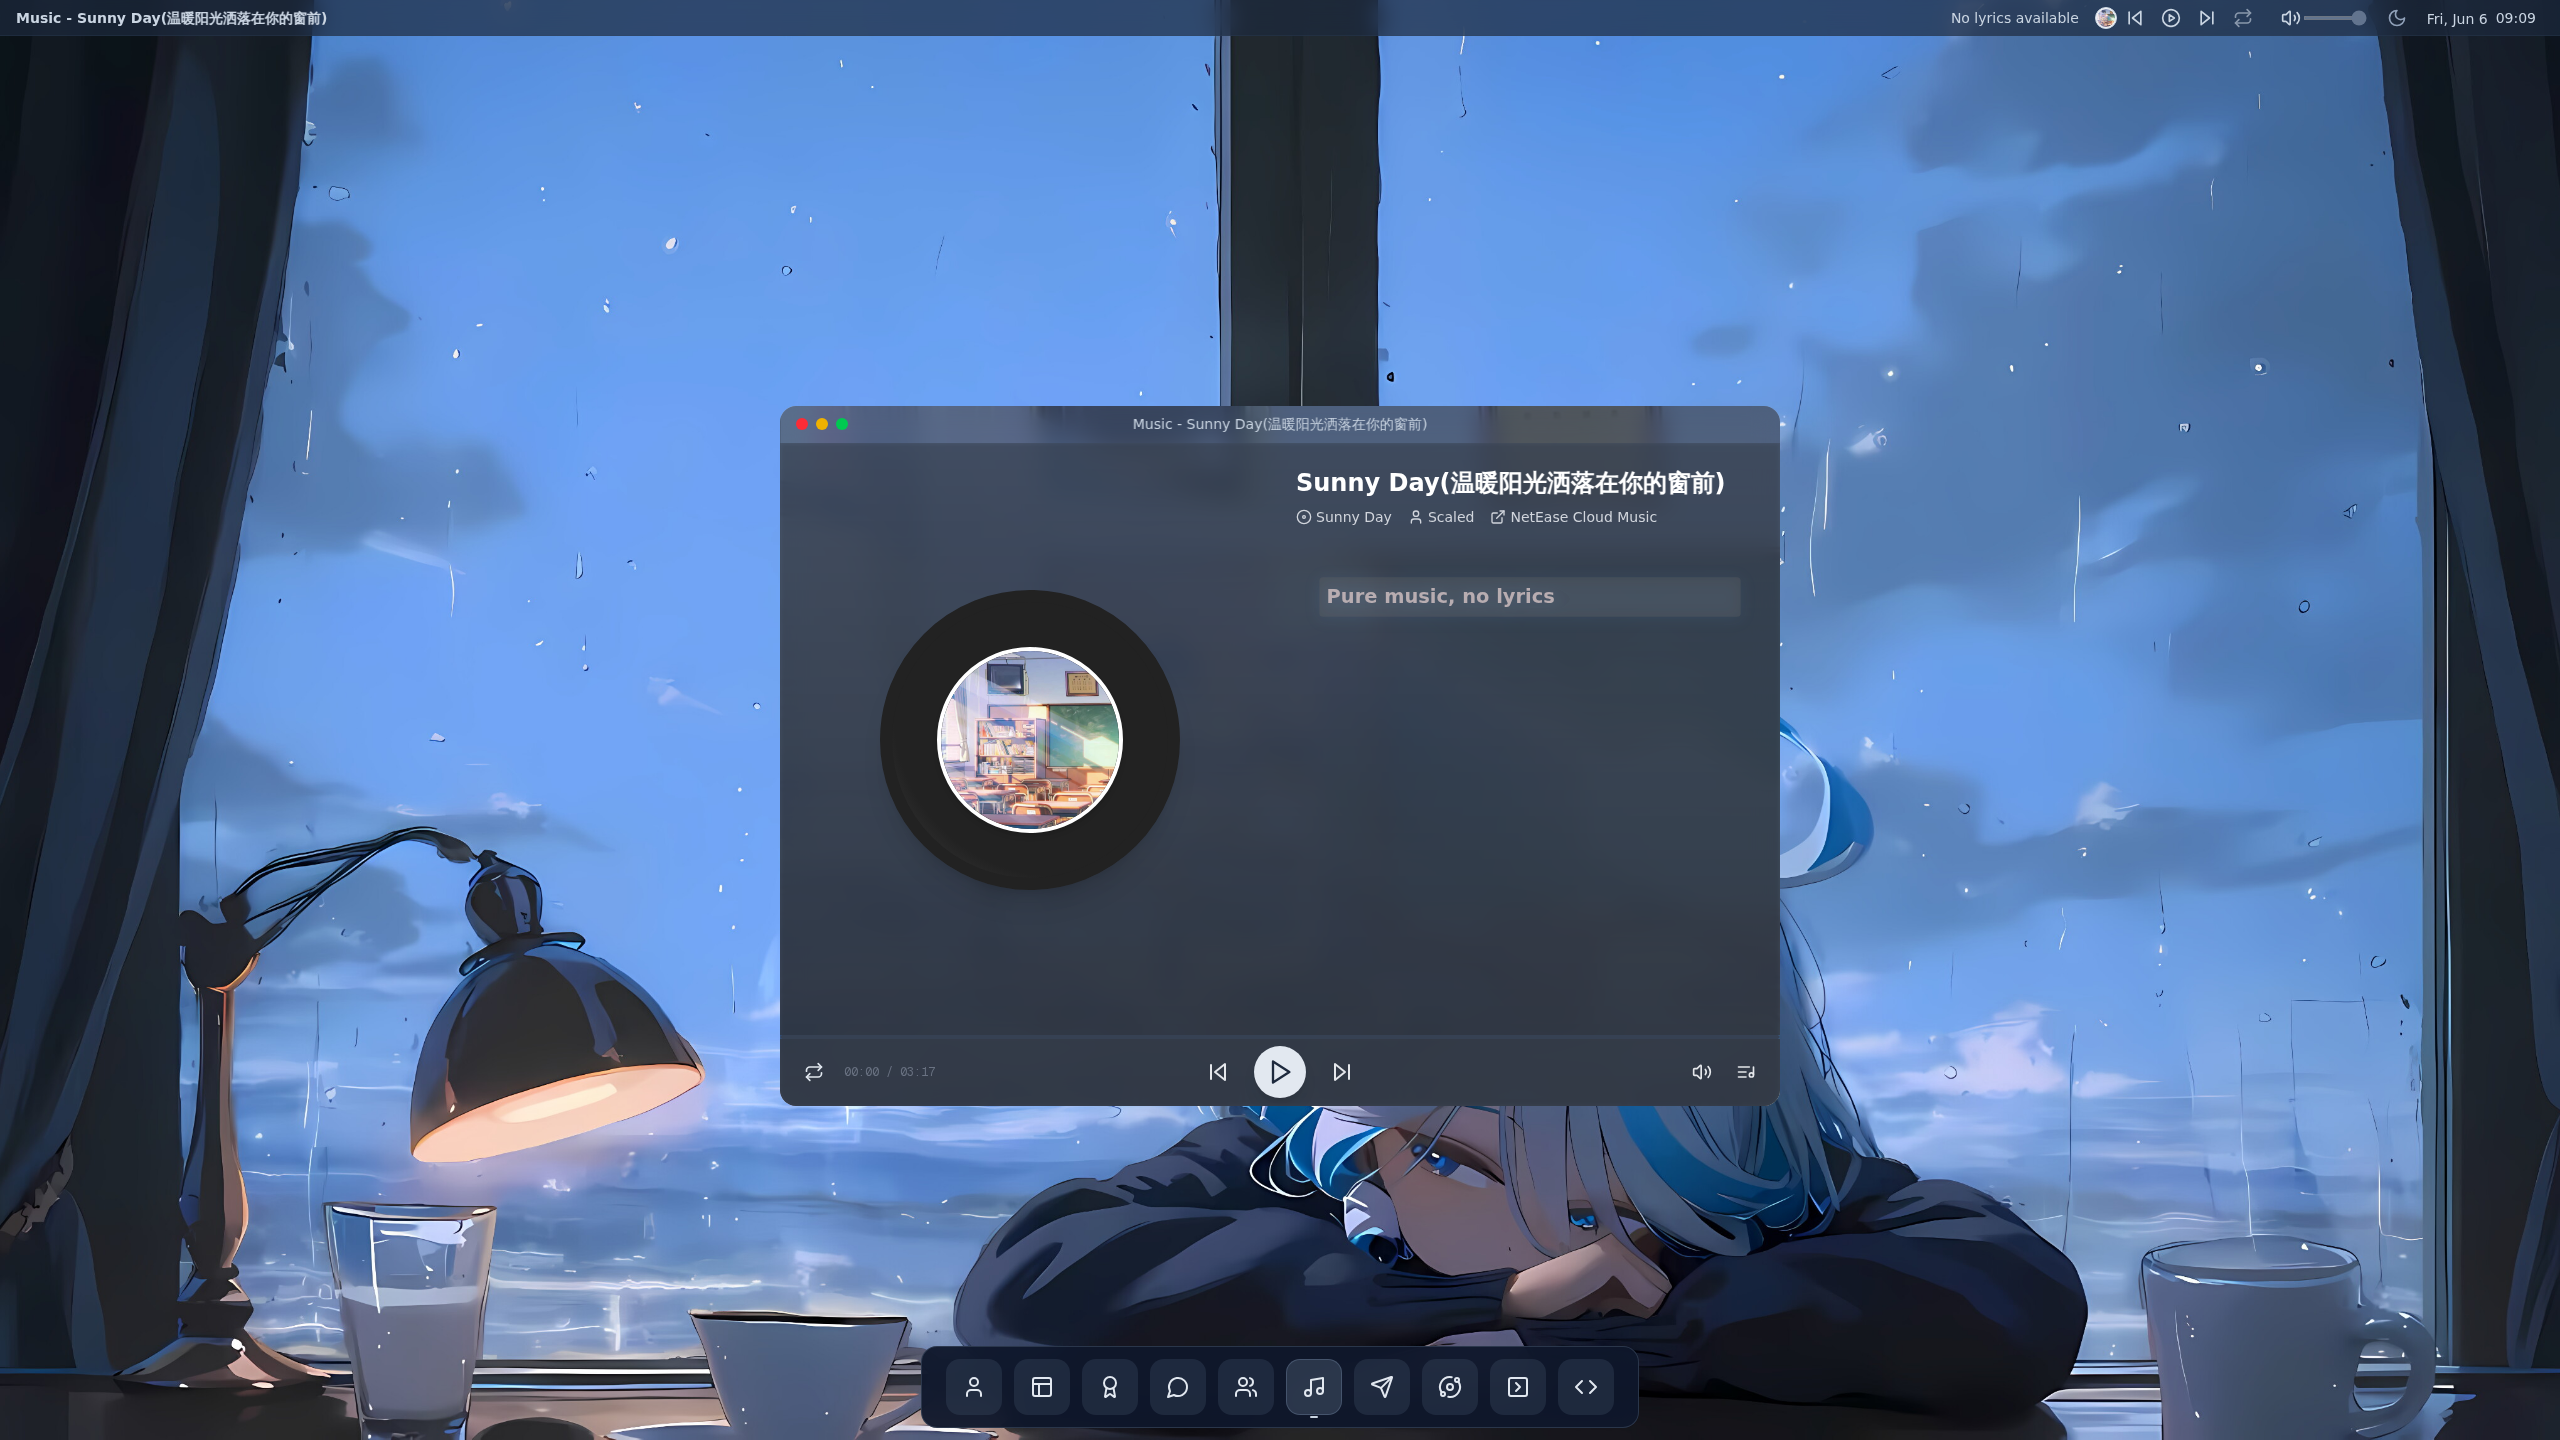 Music - Sunny Day(温暖阳光洒落在你的窗前)
No lyrics available
Fri, Jun 6 09:09
Music - Sunny Day(温暖阳光洒落在你的窗前)
Sunny Day(温暖阳光洒落在你的窗前)
Sunny Day Scaled NetEase Cloud Music
Pure music, no lyrics
00:00 / 03:17